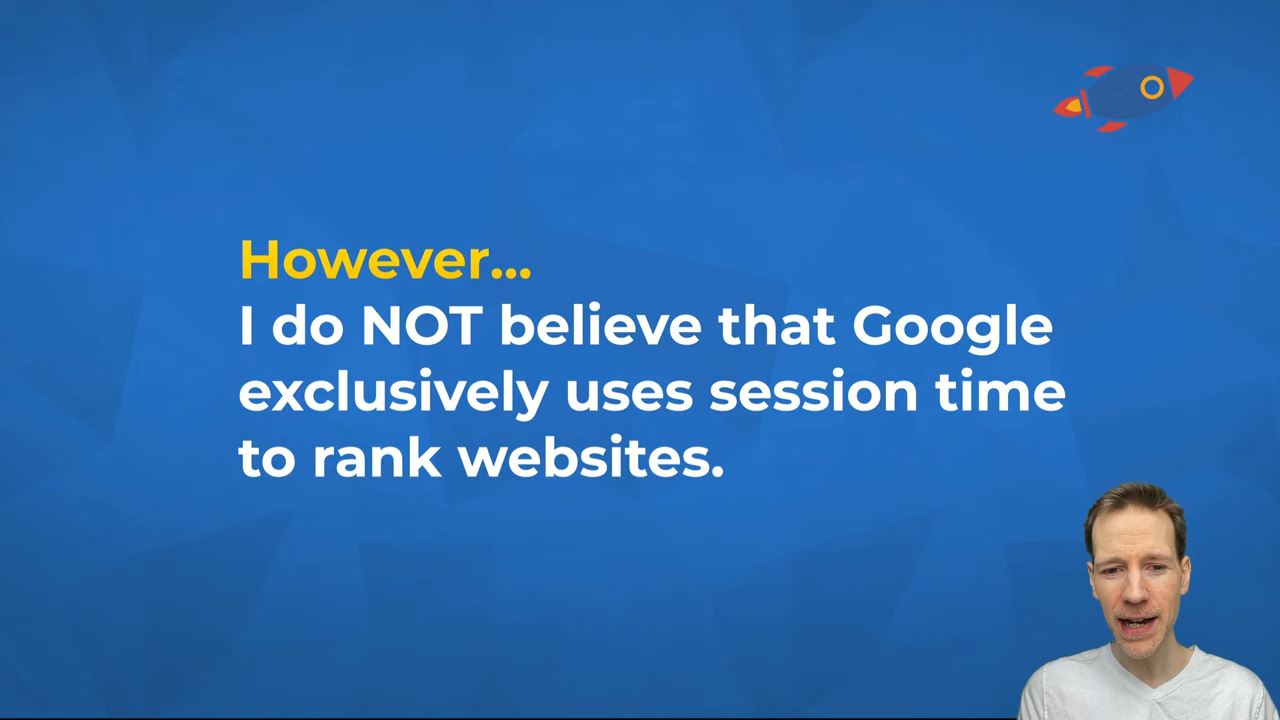 However...
I do NOT believe that Google
exclusively uses session time
to rank websites.